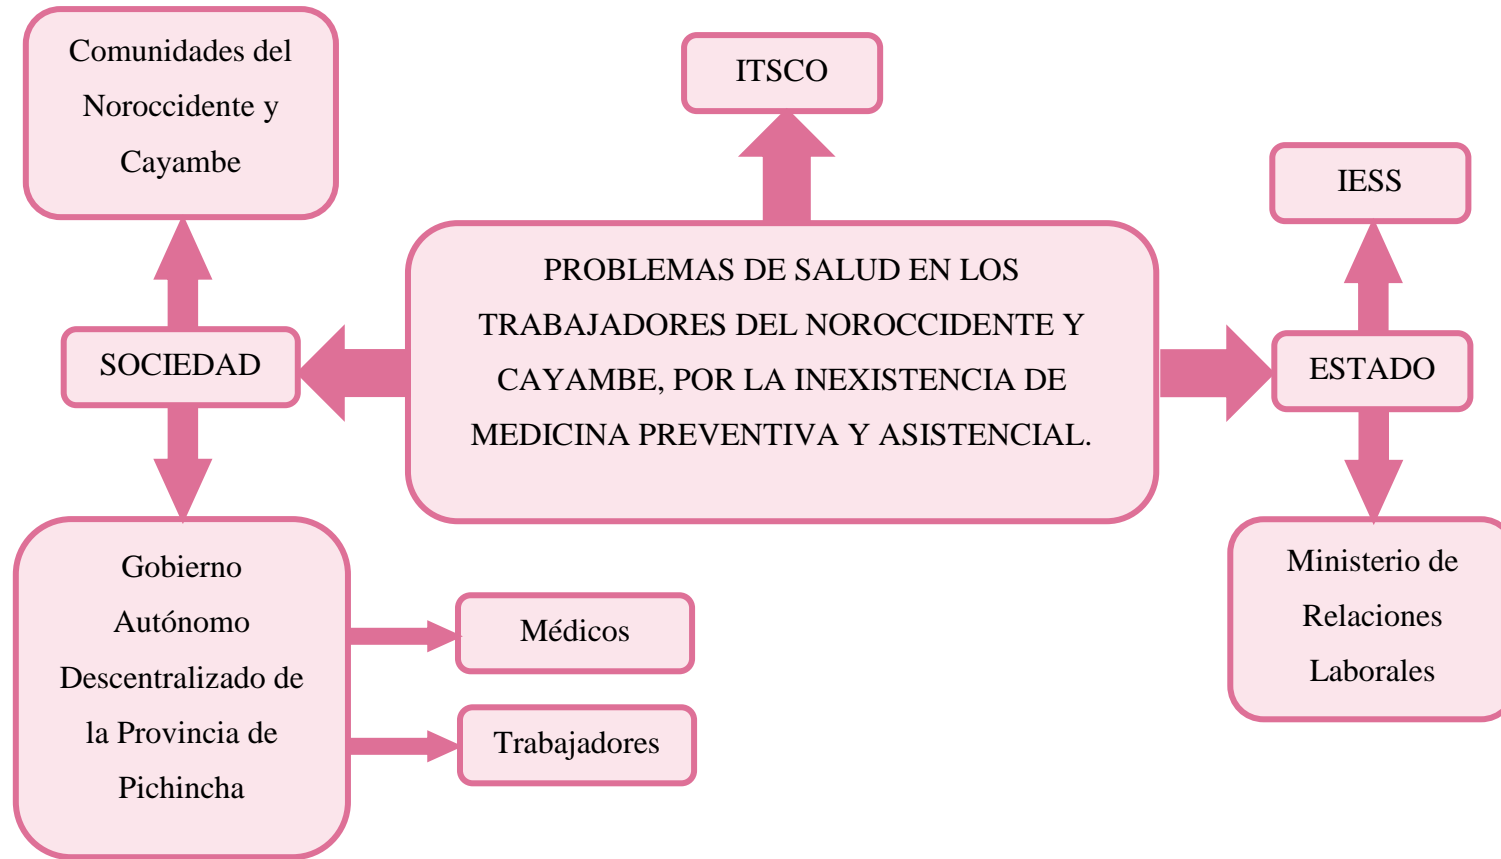 Comunidades del
Noroccidente y
Cayambe
ITSCO
IESS
PROBLEMAS DE SALUD EN LOS
TRABAJADORES DEL NOROCCIDENTE Y
CAYAMBE, POR LA INEXISTENCIA DE
MEDICINA PREVENTIVA Y ASISTENCIAL.
SOCIEDAD
ESTADO
Gobierno
Autónomo
Descentralizado de
la Provincia de
Pichincha
Médicos
Trabajadores
Ministerio de
Relaciones
Laborales